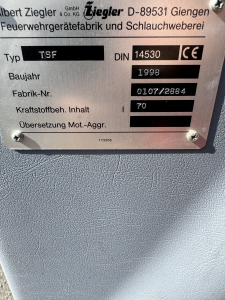 Albert Ziegler GmbH & Co. KG Ziegler D-89531 Giengen
Feuerwehrgerätefabrik und Schlauchweberei
Typ TSF DIN 14530 CE
Baujahr 1998
Fabrik-Nr. 0107/2884
Kraftstoffbeh. Inhalt l 70
Übersetzung Mot.-Aggr.